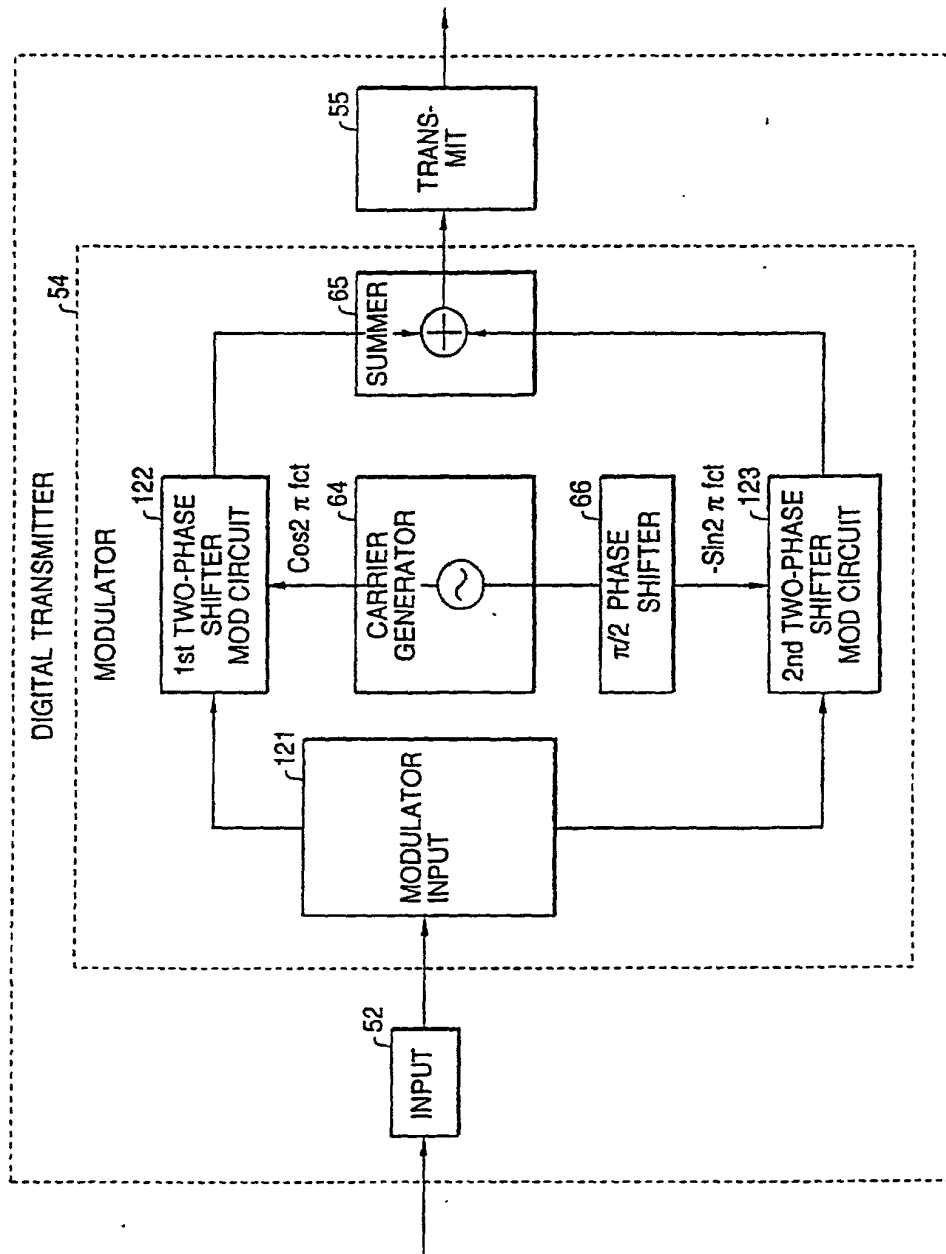 DIGITAL TRANSMITTER
54
MODULATOR
122
1st TWO-PHASE
SHIFTER
MOD CIRCUIT
Cos2 π fct
121
MODULATOR
INPUT
64
CARRIER
GENERATOR
65
SUMMER
55
TRANS-
MIT
52
INPUT
66
π/2 PHASE
SHIFTER
-Sin2 π fct
123
2nd TWO-PHASE
SHIFTER
MOD CIRCUIT